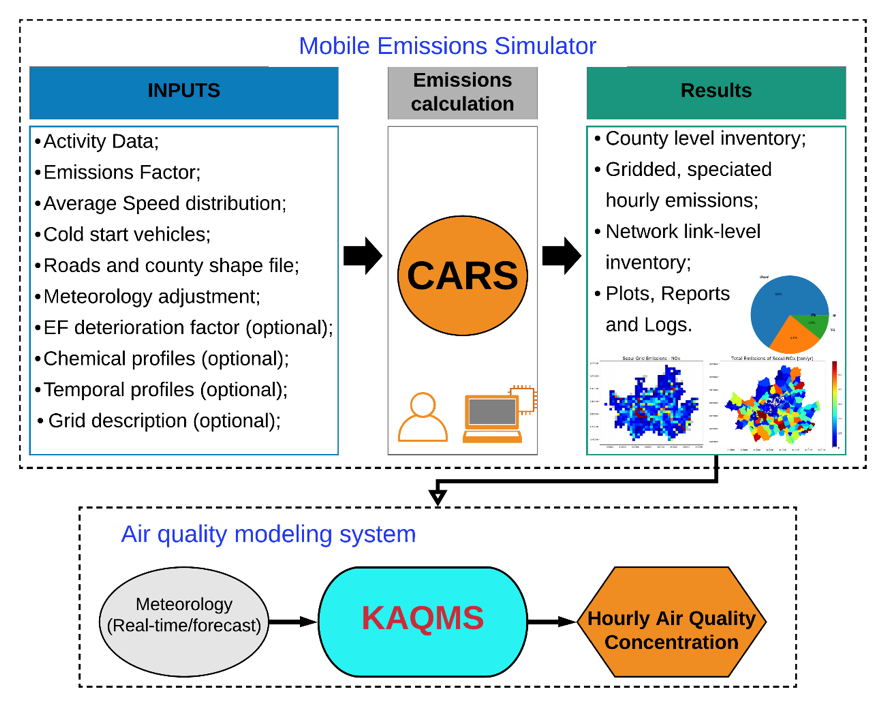 Mobile Emissions Simulator
INPUTS
•Activity Data;
•Emissions Factor;
•Average Speed distribution;
•Cold start vehicles;
•Roads and county shape file;
•Meteorology adjustment;
•EF deterioration factor (optional);
•Chemical profiles (optional);
•Temporal profiles (optional);
• Grid description (optional);
Emissions
calculation
CARS
Results
• County level inventory;
• Gridded, speciated
hourly emissions;
• Network link-level
inventory;
• Plots, Reports
and Logs.
Seoul Grid Emissions - NOx
Total Emissions of Seoul NOx [ton/yr]
Air quality modeling system
Meteorology
(Real-time/forecast)
KAQMS
Hourly Air Quality
Concentration